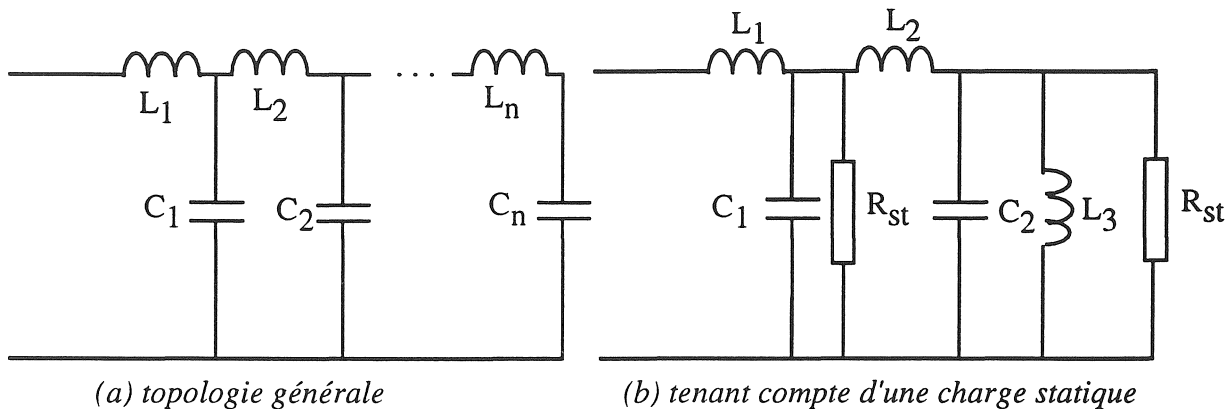 L1
L2
. . .
Ln
C1
C2
Cn
(a) topologie générale
L1
L2
C1
Rst
C2
L3
Rst
(b) tenant compte d'une charge statique